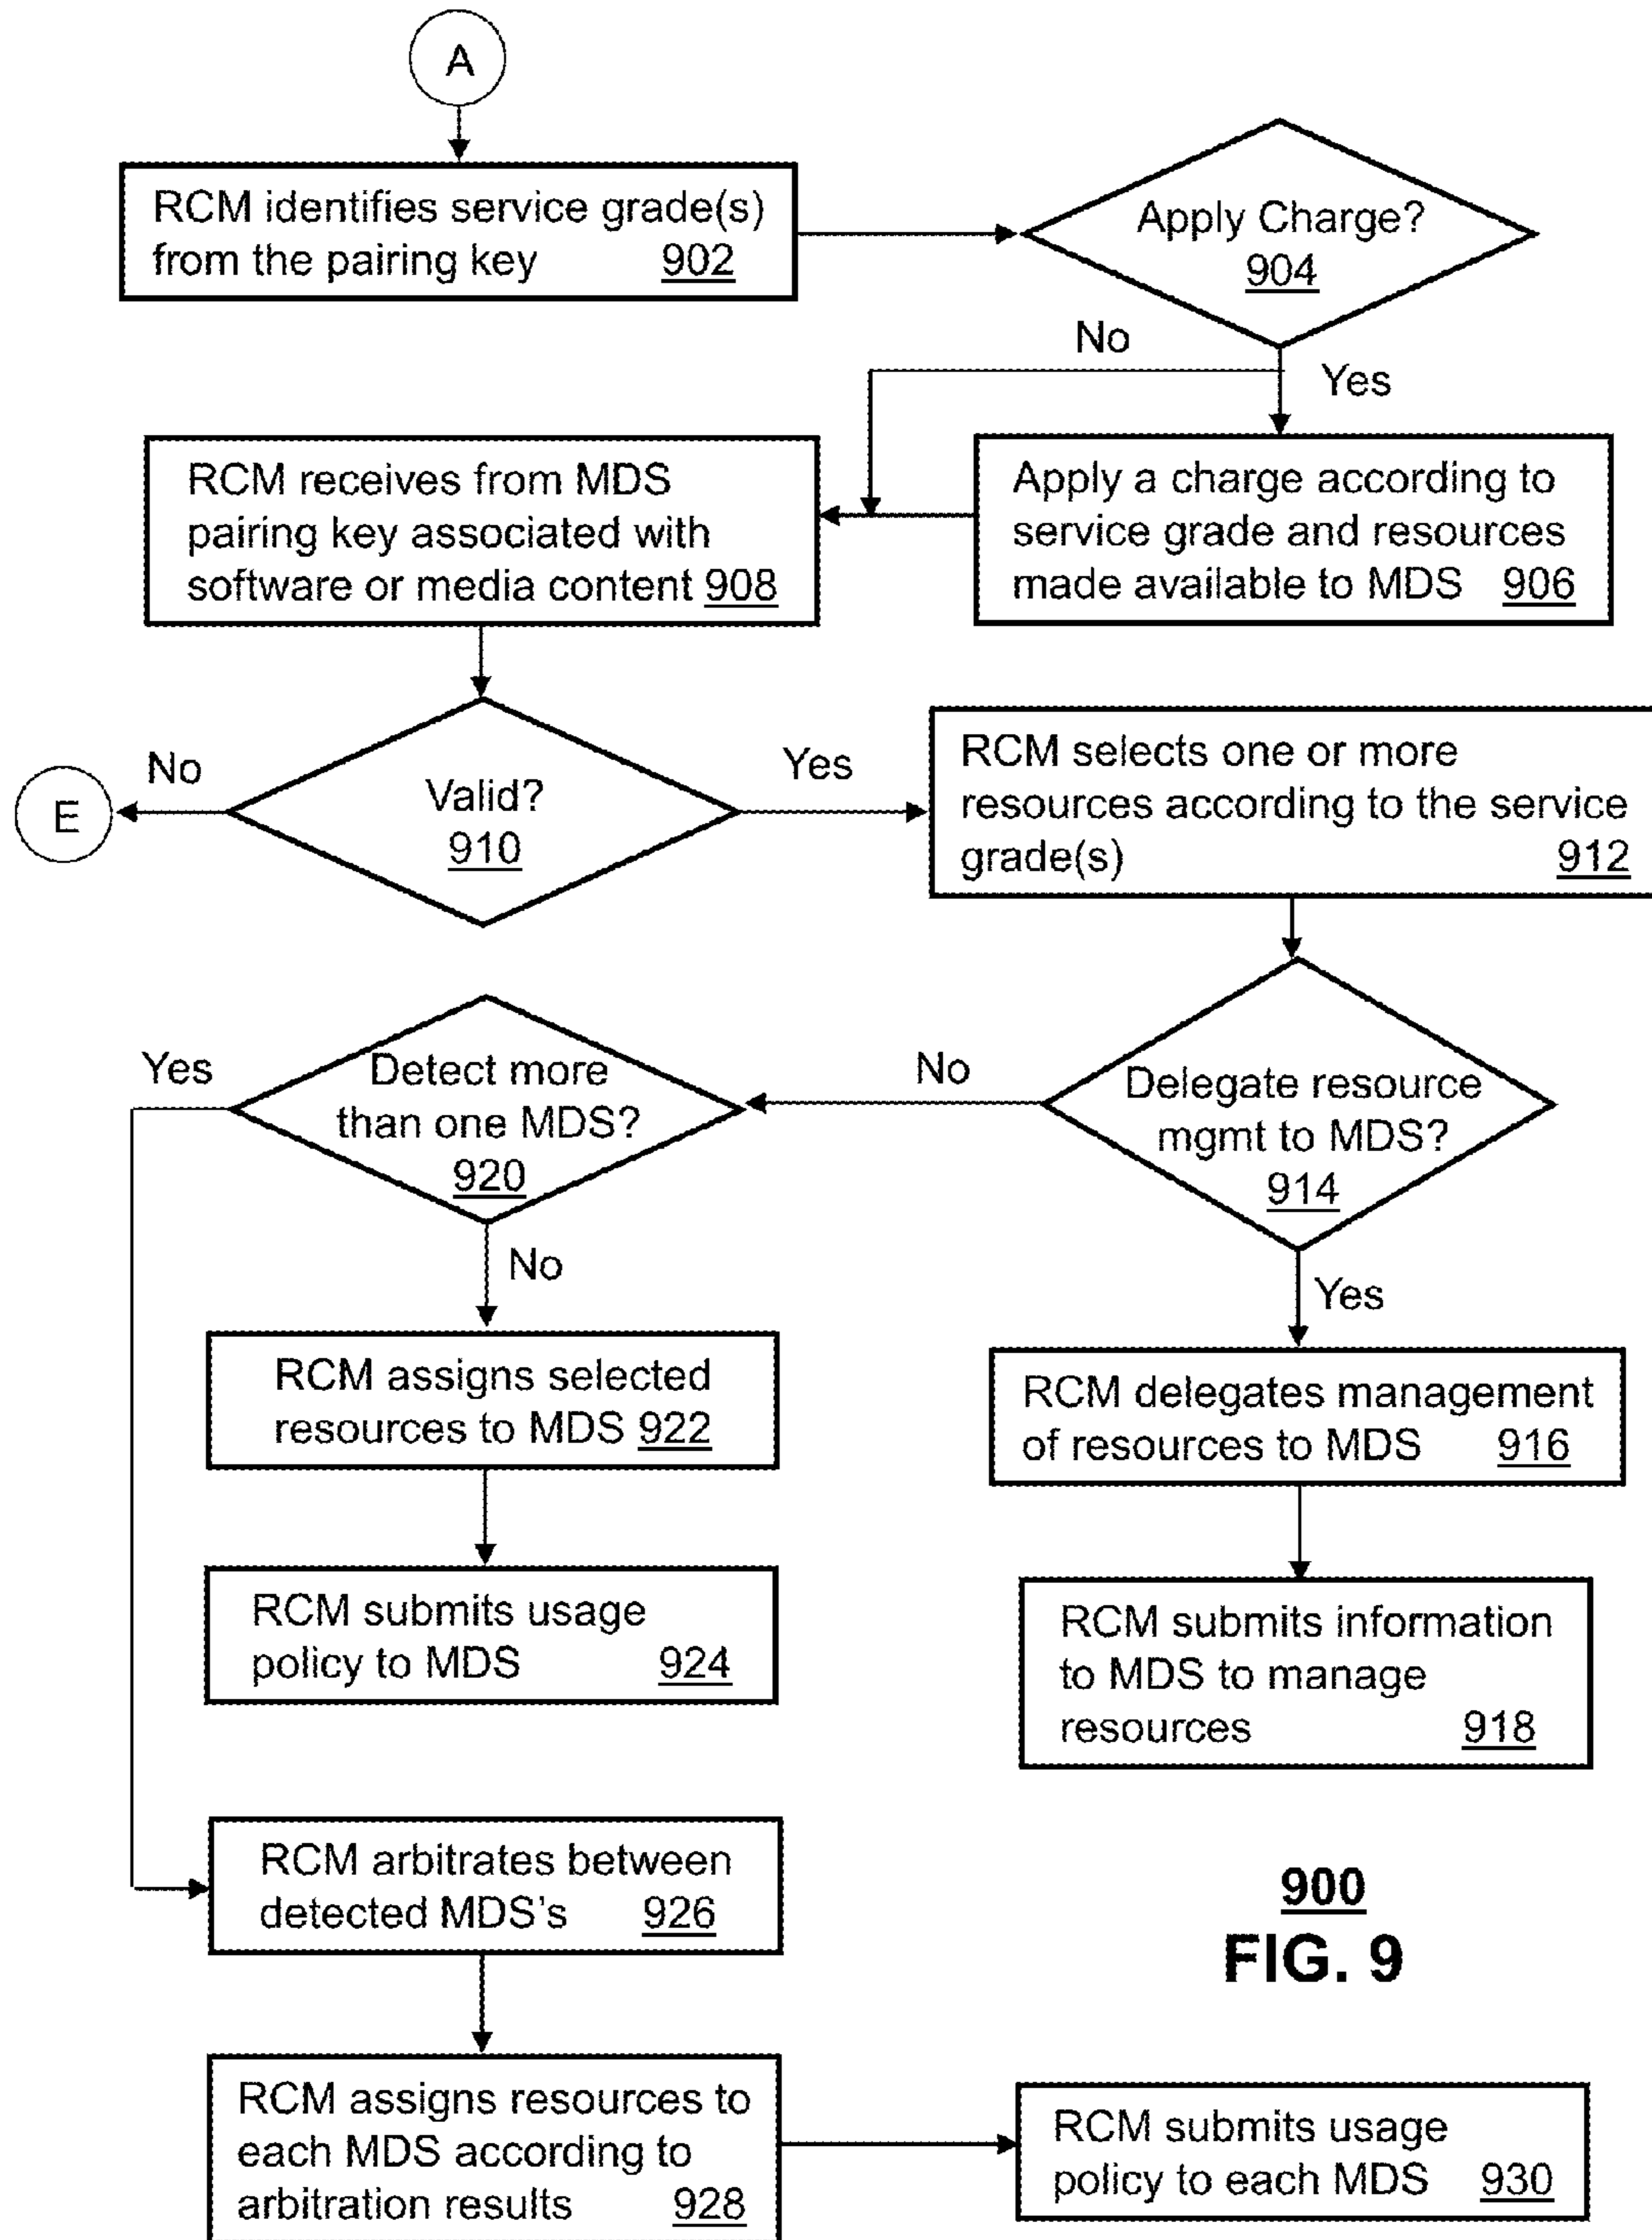 A
RCM identifies service grade(s)
from the pairing key 902
Apply Charge?
904
No
Yes
RCM receives from MDS
pairing key associated with
software or media content 908
Apply a charge according to
service grade and resources
made available to MDS 906
No
E
Valid?
910
Yes
RCM selects one or more
resources according to the service
grade(s) 912
Yes
Detect more
than one MDS?
920
No
Delegate resource
mgmt to MDS?
914
No
Yes
RCM assigns selected
resources to MDS 922
RCM delegates management
of resources to MDS 916
RCM submits usage
policy to MDS 924
RCM submits information
to MDS to manage
resources 918
RCM arbitrates between
detected MDS's 926
900
FIG. 9
RCM assigns resources to
each MDS according to
arbitration results 928
RCM submits usage
policy to each MDS 930